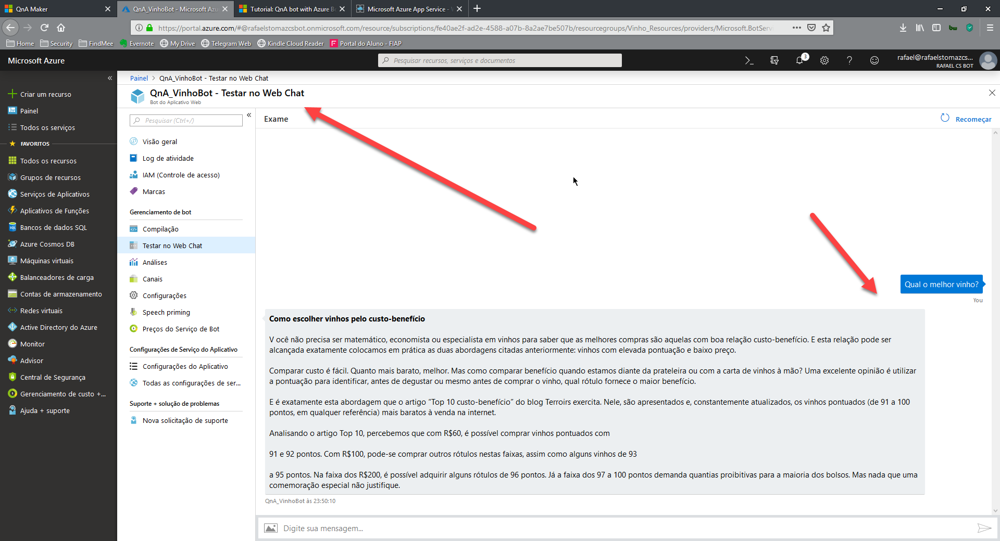 QnA Maker
QnA_VinhoBot - Microsoft Azu
Tutorial: QnA bot with Azure B
Microsoft Azure App Service -
https://portal.azure.com/#@rafaelstomazcsbot.onmicrosoft.com/resource/subscriptions/fe40ae2f-ad2e-4588-a07b-8a2ae7be507b/resourcegroups/Vinho_Resources/providers/Microsoft.BotServi
Home
Security
FindMee
Evernote
My Drive
Telegram Web
Kindle Cloud Reader
Portal do Aluno - FIAP
Microsoft Azure
Pesquisar recursos, serviços e documentos
3
rafael@rafaelstomazcs...
RAFAEL CS BOT
Criar um recurso
Painel
Todos os serviços
FAVORITOS
Todos os recursos
Grupos de recursos
Serviços de Aplicativos
Aplicativos de Funções
Bancos de dados SQL
Azure Cosmos DB
Máquinas virtuais
Balanceadores de carga
Contas de armazenamento
Redes virtuais
Active Directory do Azure
Monitor
Advisor
Central de Segurança
Gerenciamento de custo +...
Ajuda + suporte
Painel > QnA_VinhoBot - Testar no Web Chat
QnA_VinhoBot - Testar no Web Chat
Bot do Aplicativo Web
Pesquisar (Ctrl+/)
Visão geral
Log de atividade
IAM (Controle de acesso)
Marcas
Gerenciamento de bot
Compilação
Testar no Web Chat
Análises
Canais
Configurações
Speech priming
Preços do Serviço de Bot
Configurações de Serviço do Aplicativo
Configurações do Aplicativo
Todas as configurações de ser...
Suporte + solução de problemas
Nova solicitação de suporte
Exame
Recomeçar
Qual o melhor vinho?
You
Como escolher vinhos pelo custo-benefício
V ocê não precisa ser matemático, economista ou especialista em vinhos para saber que as melhores compras são aquelas com boa relação custo-benefício. E esta relação pode ser
alcançada exatamente colocamos em prática as duas abordagens citadas anteriormente: vinhos com elevada pontuação e baixo preço.
Comparar custo é fácil. Quanto mais barato, melhor. Mas como comparar benefício quando estamos diante da prateleira ou com a carta de vinhos à mão? Uma excelente opinião é utilizar
a pontuação para identificar, antes de degustar ou mesmo antes de comprar o vinho, qual rótulo fornece o maior benefício.
E é exatamente esta abordagem que o artigo “Top 10 custo-benefício” do blog Terroirs exercita. Nele, são apresentados e, constantemente atualizados, os vinhos pontuados (de 91 a 100
pontos, em qualquer referência) mais baratos à venda na internet.
Analisando o artigo Top 10, percebemos que com R$60, é possível comprar vinhos pontuados com
91 e 92 pontos. Com R$100, pode-se comprar outros rótulos nestas faixas, assim como alguns vinhos de 93
a 95 pontos. Na faixa dos R$200, é possível adquirir alguns rótulos de 96 pontos. Já a faixa dos 97 a 100 pontos demanda quantias proibitivas para a maioria dos bolsos. Mas nada que uma
comemoração especial não justifique.
QnA_VinhoBot às 23:50:10
Digite sua mensagem...